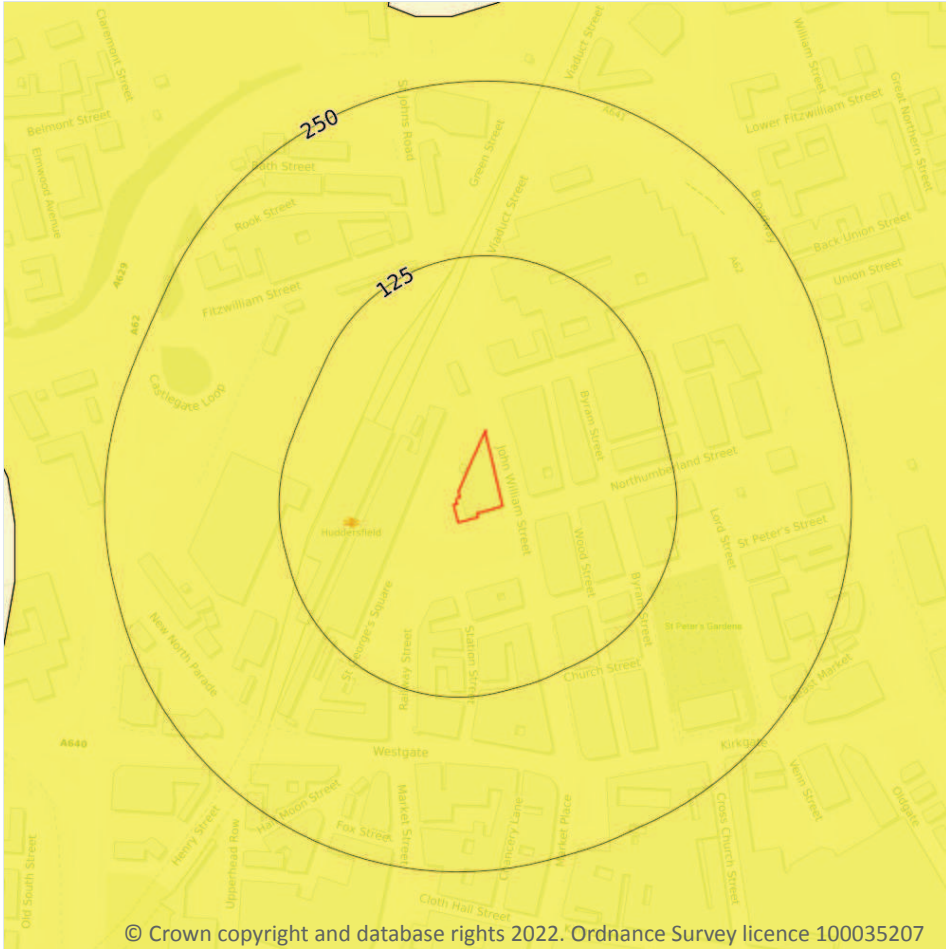 Claremont Street
Viaduct Street
William Street
Great Northern Street
Belmont Street
250
St Johns Road
A641
Lower Fitzwilliam Street
Elmwood Avenue
Bath Street
Green Street
Rook Street
Viaduct Street
Broadway
Back Union Street
A629
A62
Union Street
125
Fitzwilliam Street
A62
Castlegate Loop
Byram Street
John William Street
Northumberland Street
Huddersfield
Lord Street
St Peter's Street
Wood Street
Byram Street
St George's Square
New North Parade
Railway Street
Station Street
St Peter's Gardens
Church Street
A640
Westgate
Kirkgate
Venn Street
Oldgate
Half Moon Street
Henry Street
Upperhead Row
Fox Street
Market Street
Chancery Lane
Market Place
Cross Church Street
Old South Street
Cloth Hall Street
© Crown copyright and database rights 2022. Ordnance Survey licence 100035207